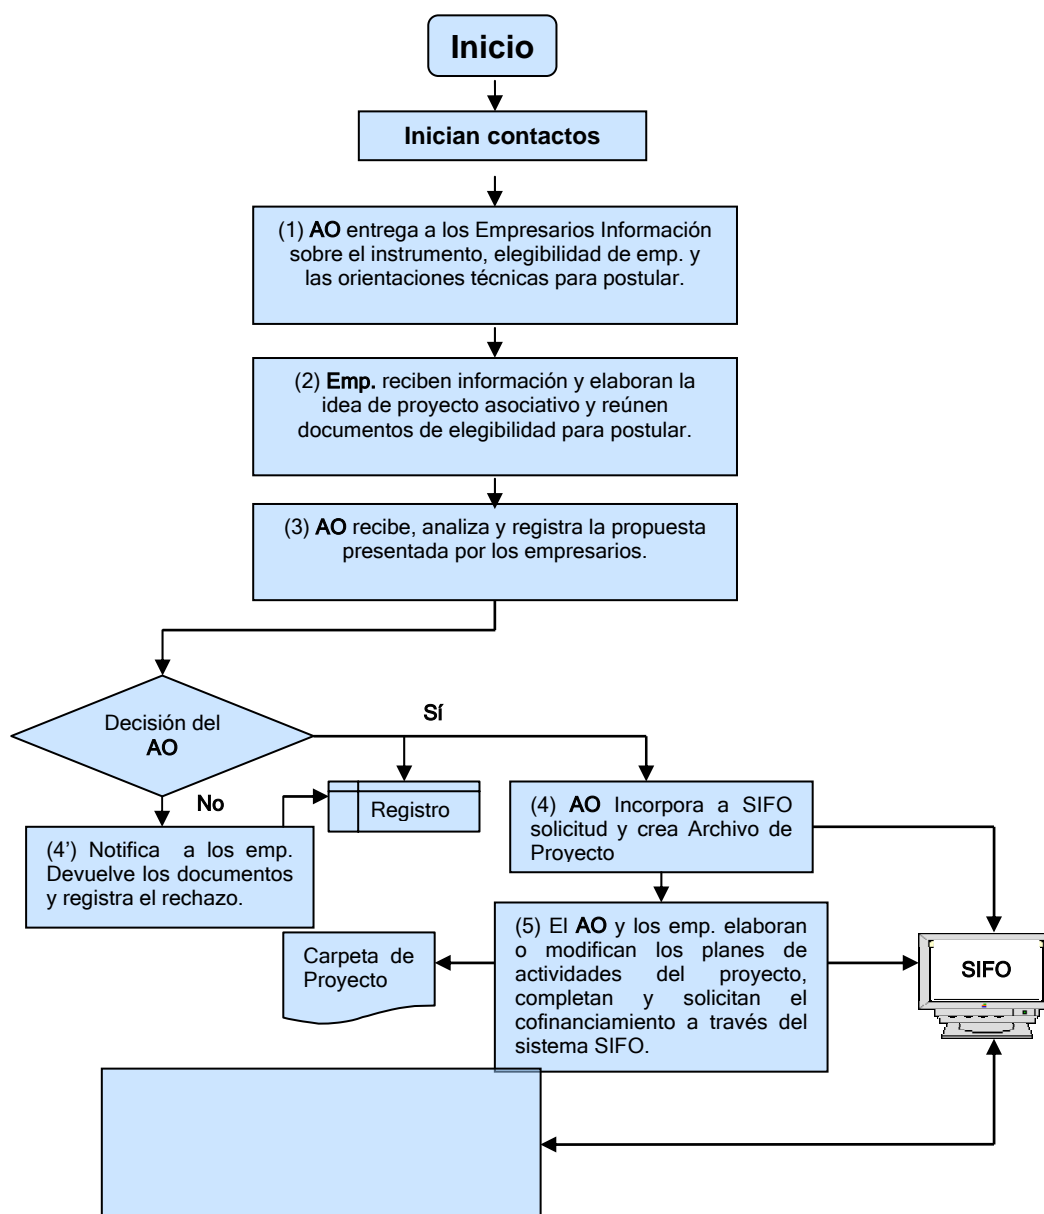 Inicio
Inician contactos
(1) AO entrega a los Empresarios Información
sobre el instrumento, elegibilidad de emp. y
las orientaciones técnicas para postular.
(2) Emp. reciben información y elaboran la
idea de proyecto asociativo y reúnen
documentos de elegibilidad para postular.
(3) AO recibe, analiza y registra la propuesta
presentada por los empresarios.
Decisión del
AO
Sí
No
Registro
(4) AO Incorpora a SIFO
solicitud y crea Archivo de
Proyecto
(4’) Notifica a los emp.
Devuelve los documentos
y registra el rechazo.
(5) El AO y los emp. elaboran
o modifican los planes de
actividades del proyecto,
completan y solicitan el
cofinanciamiento a través del
sistema SIFO.
Carpeta de
Proyecto
SIFO